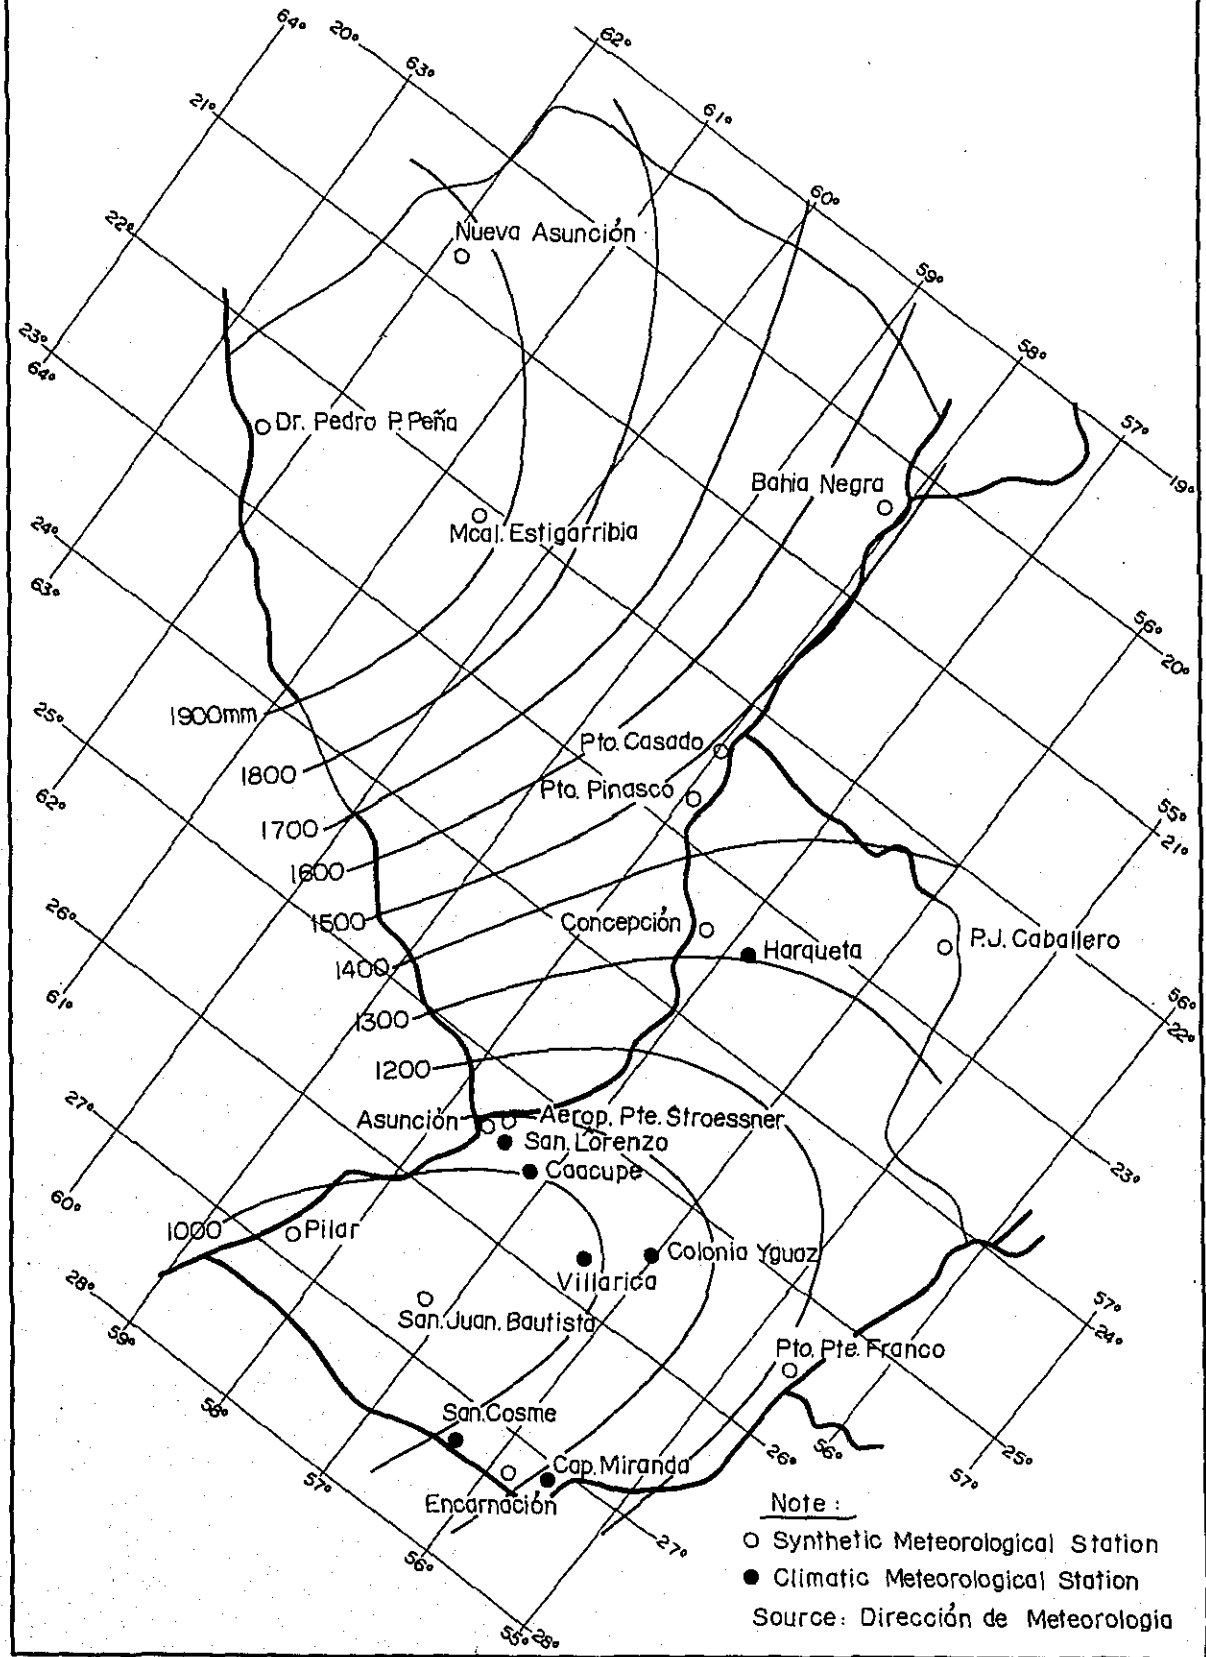 64°
20°
63°
62°
21°
61°
22°
60°
Nueva Asunción
59°
23°
64°
58°
57°
Dr. Pedro P. Peña
19°
Bahia Negra
24°
Mcal. Estigarribia
63°
56°
20°
25°
1900mm
Pto. Casado
1800
Pto. Pinascó
62°
1700
55°
21°
1600
26°
1500
Concepción
P.J. Caballero
Harqueta
1400
61°
1300
56°
22°
1200
27°
Asunción
Aerop. Pte. Stroessner
San. Lorenzo
Caacupe
23°
60°
1000
Pilar
Colonia Yguaz
28°
Villarica
57°
24°
San. Juan. Bautista
59°
Pto. Pte. Franco
58°
San. Cosme
26°
56°
25°
57°
57°
Cap. Miranda
Encarnación
27°
56°
55°
28°
Note :
Synthetic Meteorological Station
Climatic Meteorological Station
Source: Dirección de Meteorologia